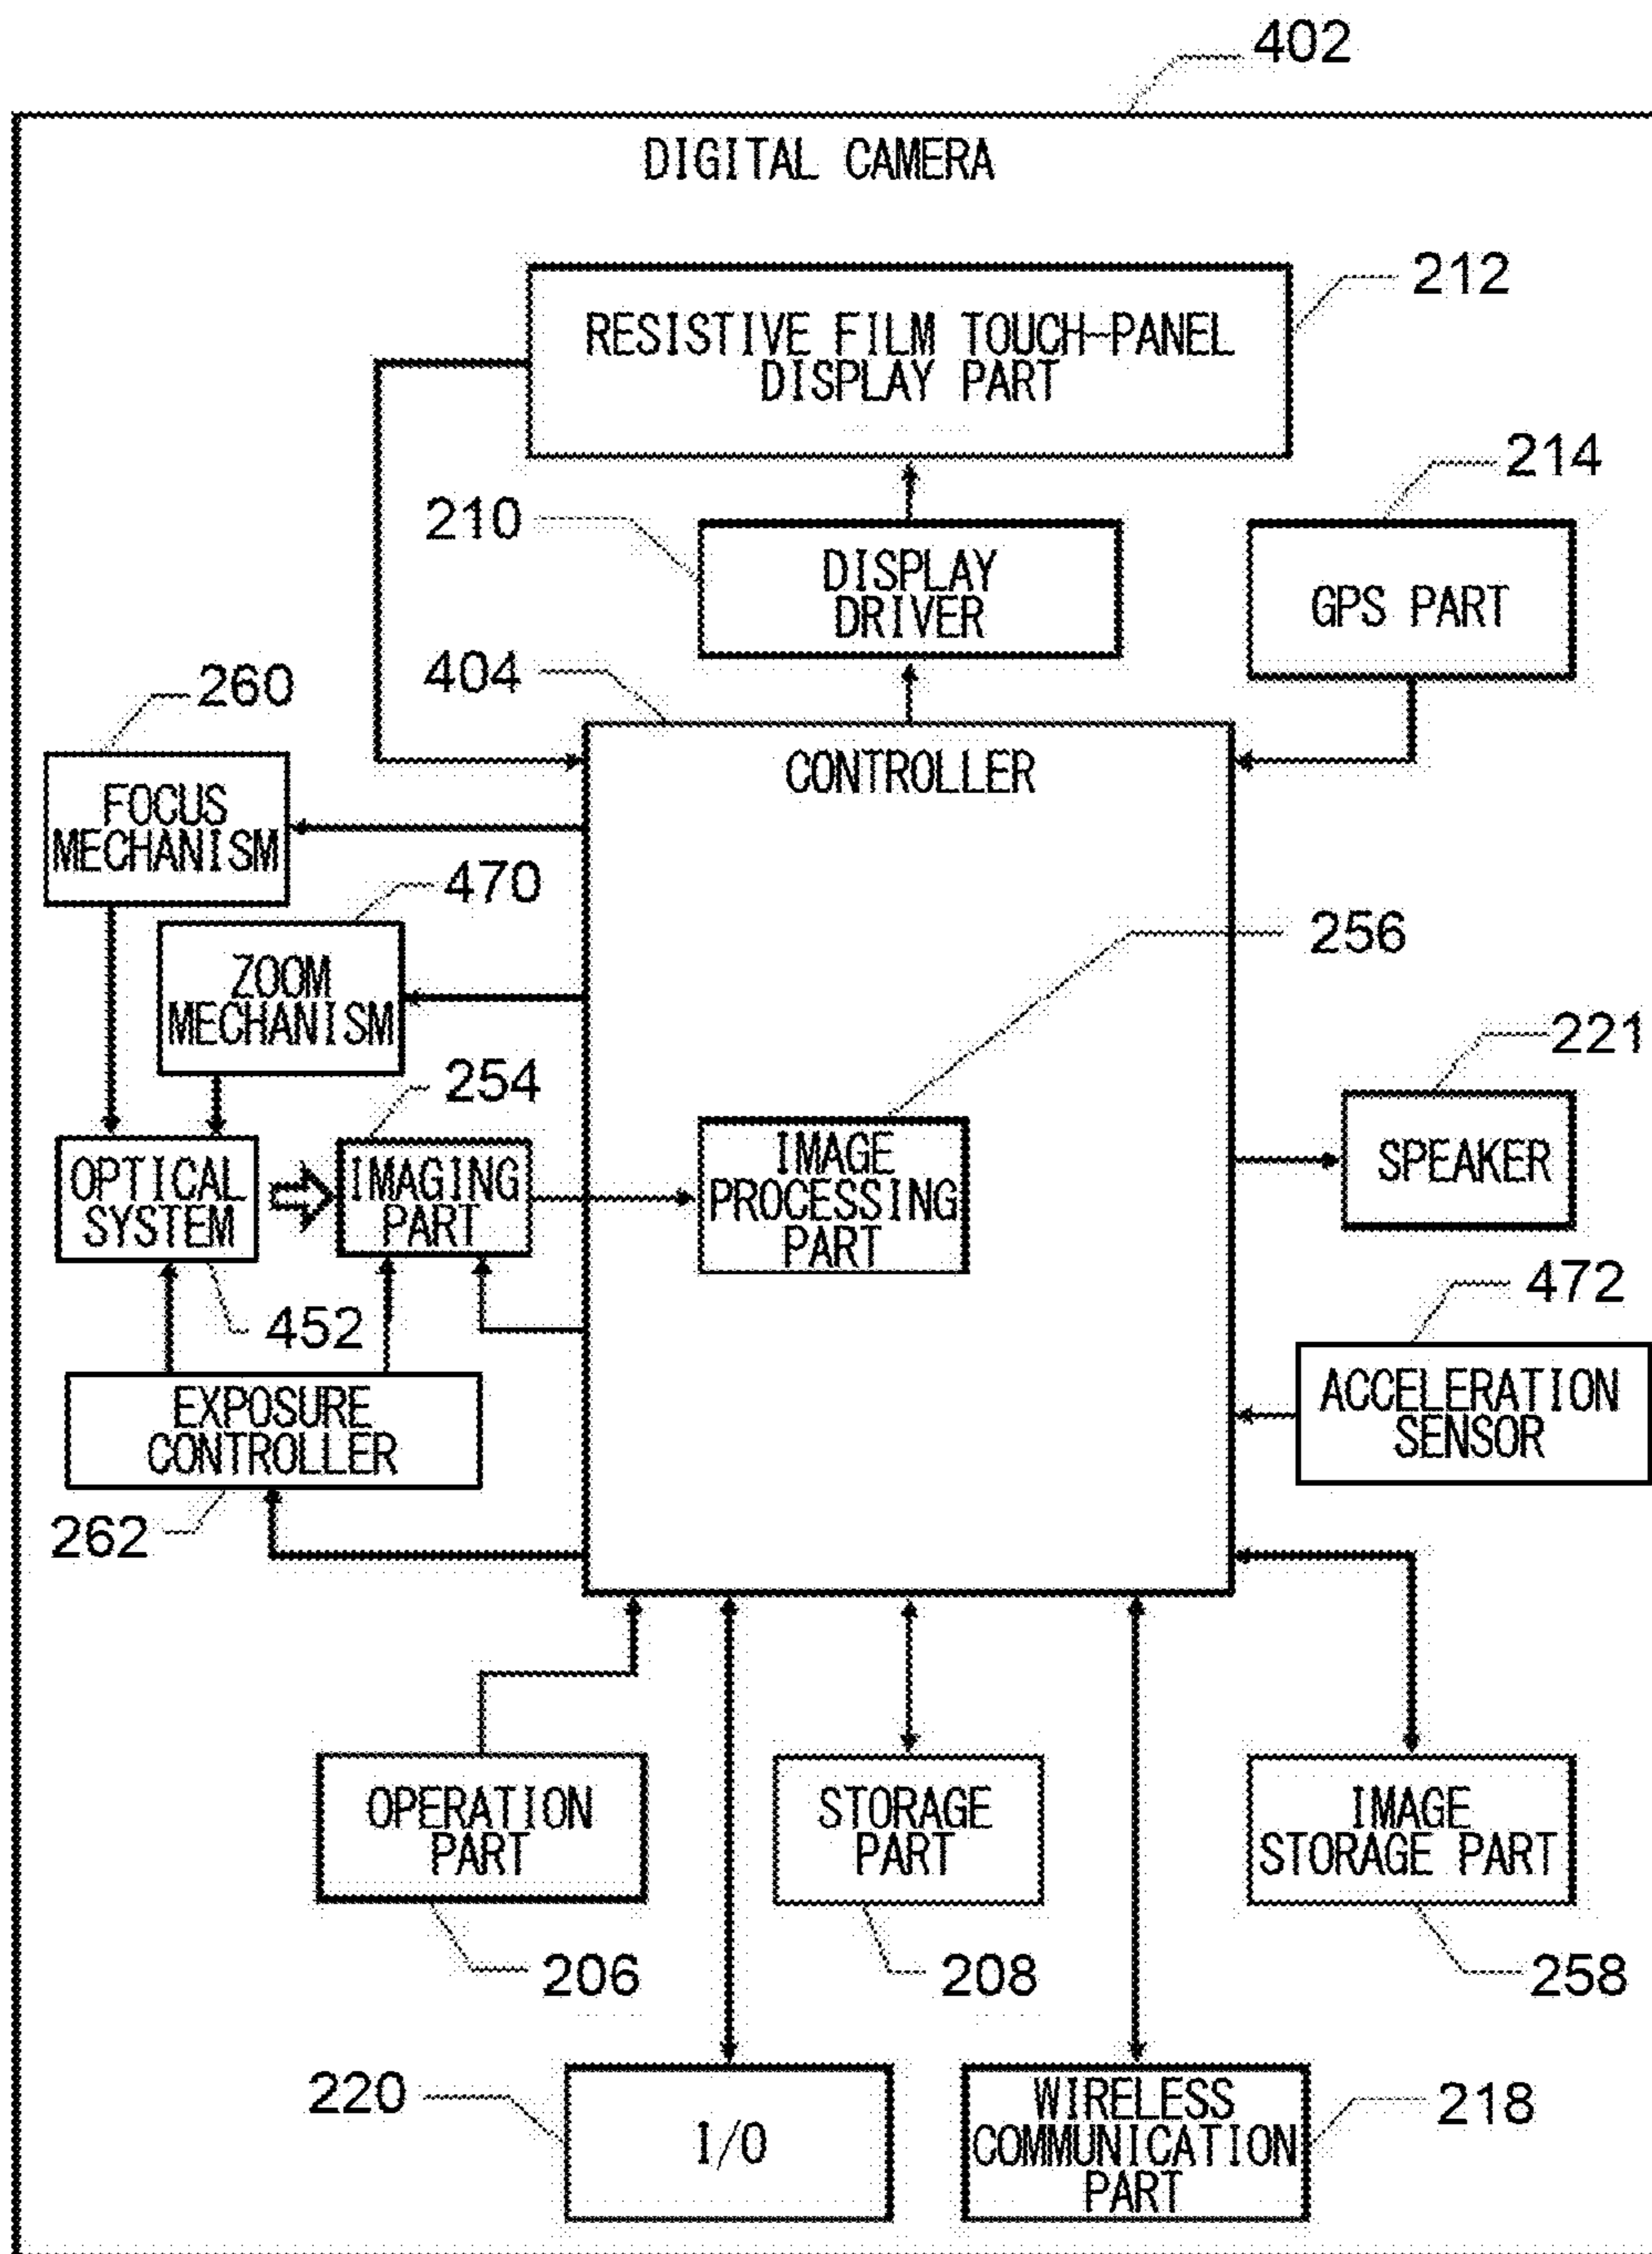 402
DIGITAL CAMERA
212
RESISTIVE FILM TOUCH-PANEL
DISPLAY PART
214
210
DISPLAY
DRIVER
GPS PART
404
260
CONTROLLER
FOCUS
MECHANISM
470
256
ZOOM
MECHANISM
221
254
SPEAKER
IMAGE
PROCESSING
PART
OPTICAL
SYSTEM
IMAGING
PART
472
452
ACCELERATION
SENSOR
EXPOSURE
CONTROLLER
262
OPERATION
PART
STORAGE
PART
IMAGE
STORAGE PART
206
208
258
220
I/O
WIRELESS
COMMUNICATION
PART
218